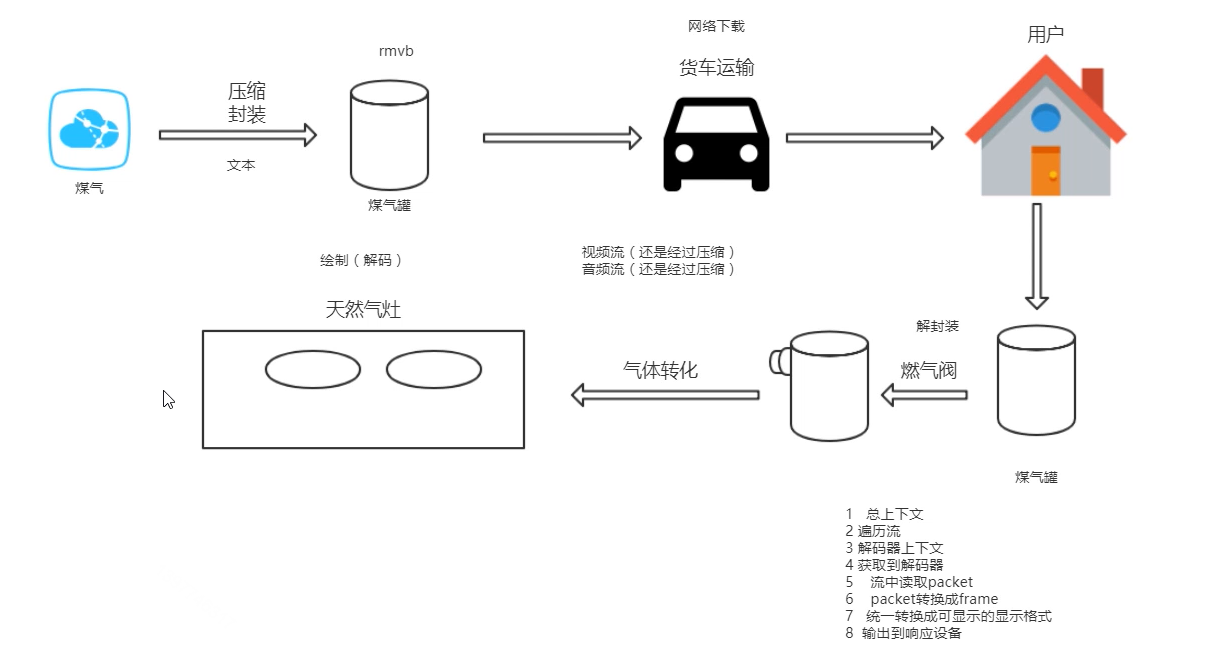 网络下载
用户
rmvb
货车运输
压缩
封装
文本
煤气
煤气罐
绘制（解码）
视频流（还是经过压缩）
音频流（还是经过压缩）
天然气灶
解封装
气体转化
燃气阀
煤气罐
1 总上下文
2 遍历流
3 解码器上下文
4 获取到解码器
5 流中读取packet
6 packet转换成frame
7 统一转换成可显示的显示格式
8 输出到响应设备